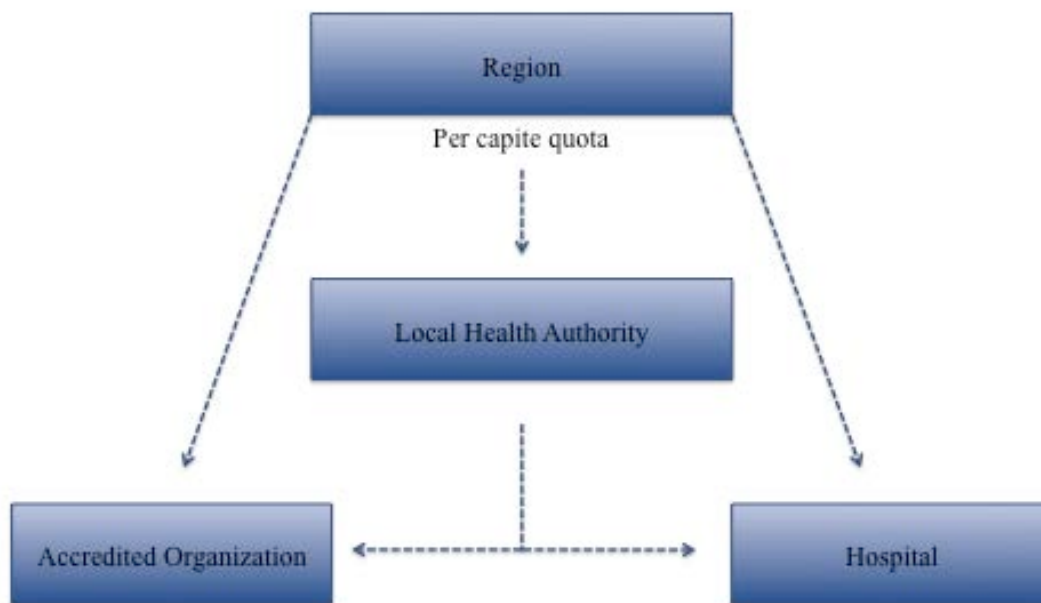 Region
Per capite quota
Local Health Authority
Accredited Organization
Hospital